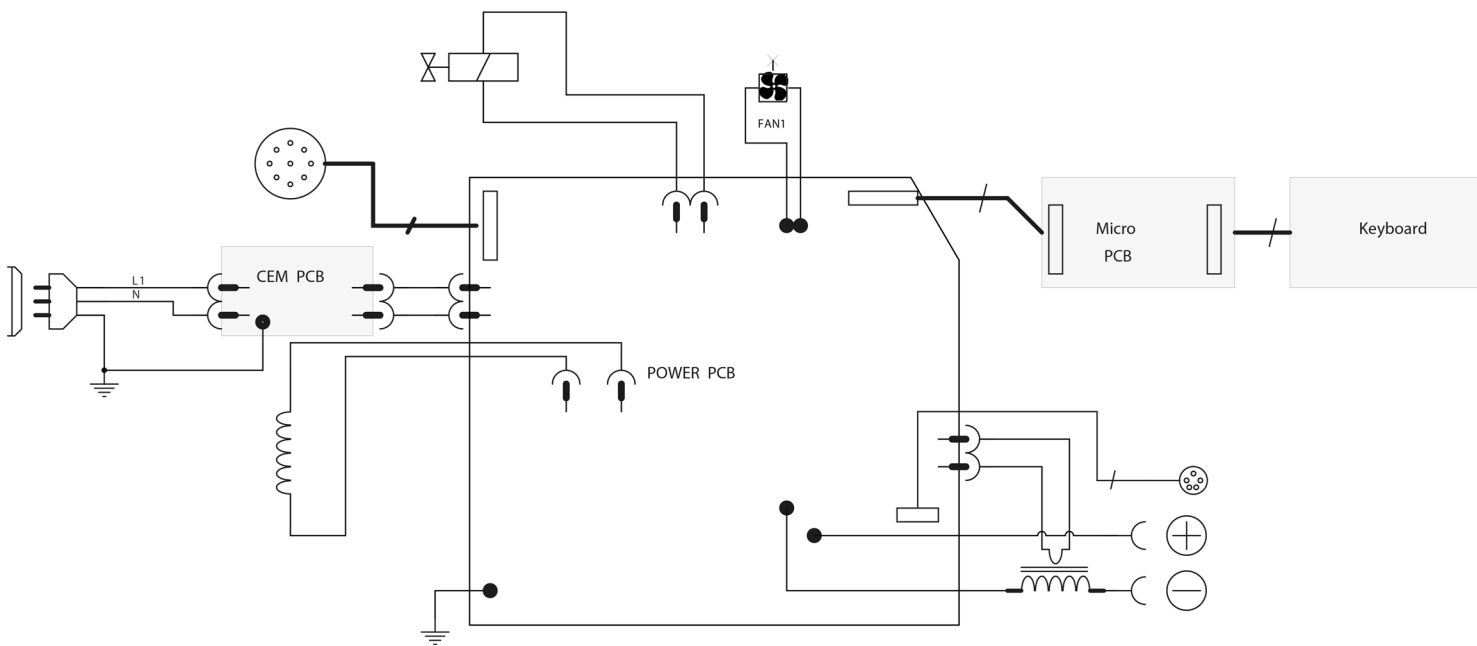 FAN1
Micro
PCB
Keyboard
CEM PCB
L1
N
POWER PCB